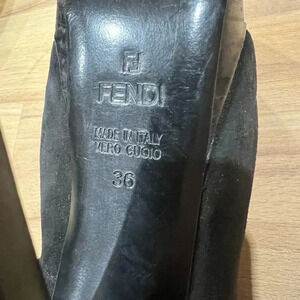 FENDI
MADE IN ITALY
VERO CUOIO
36